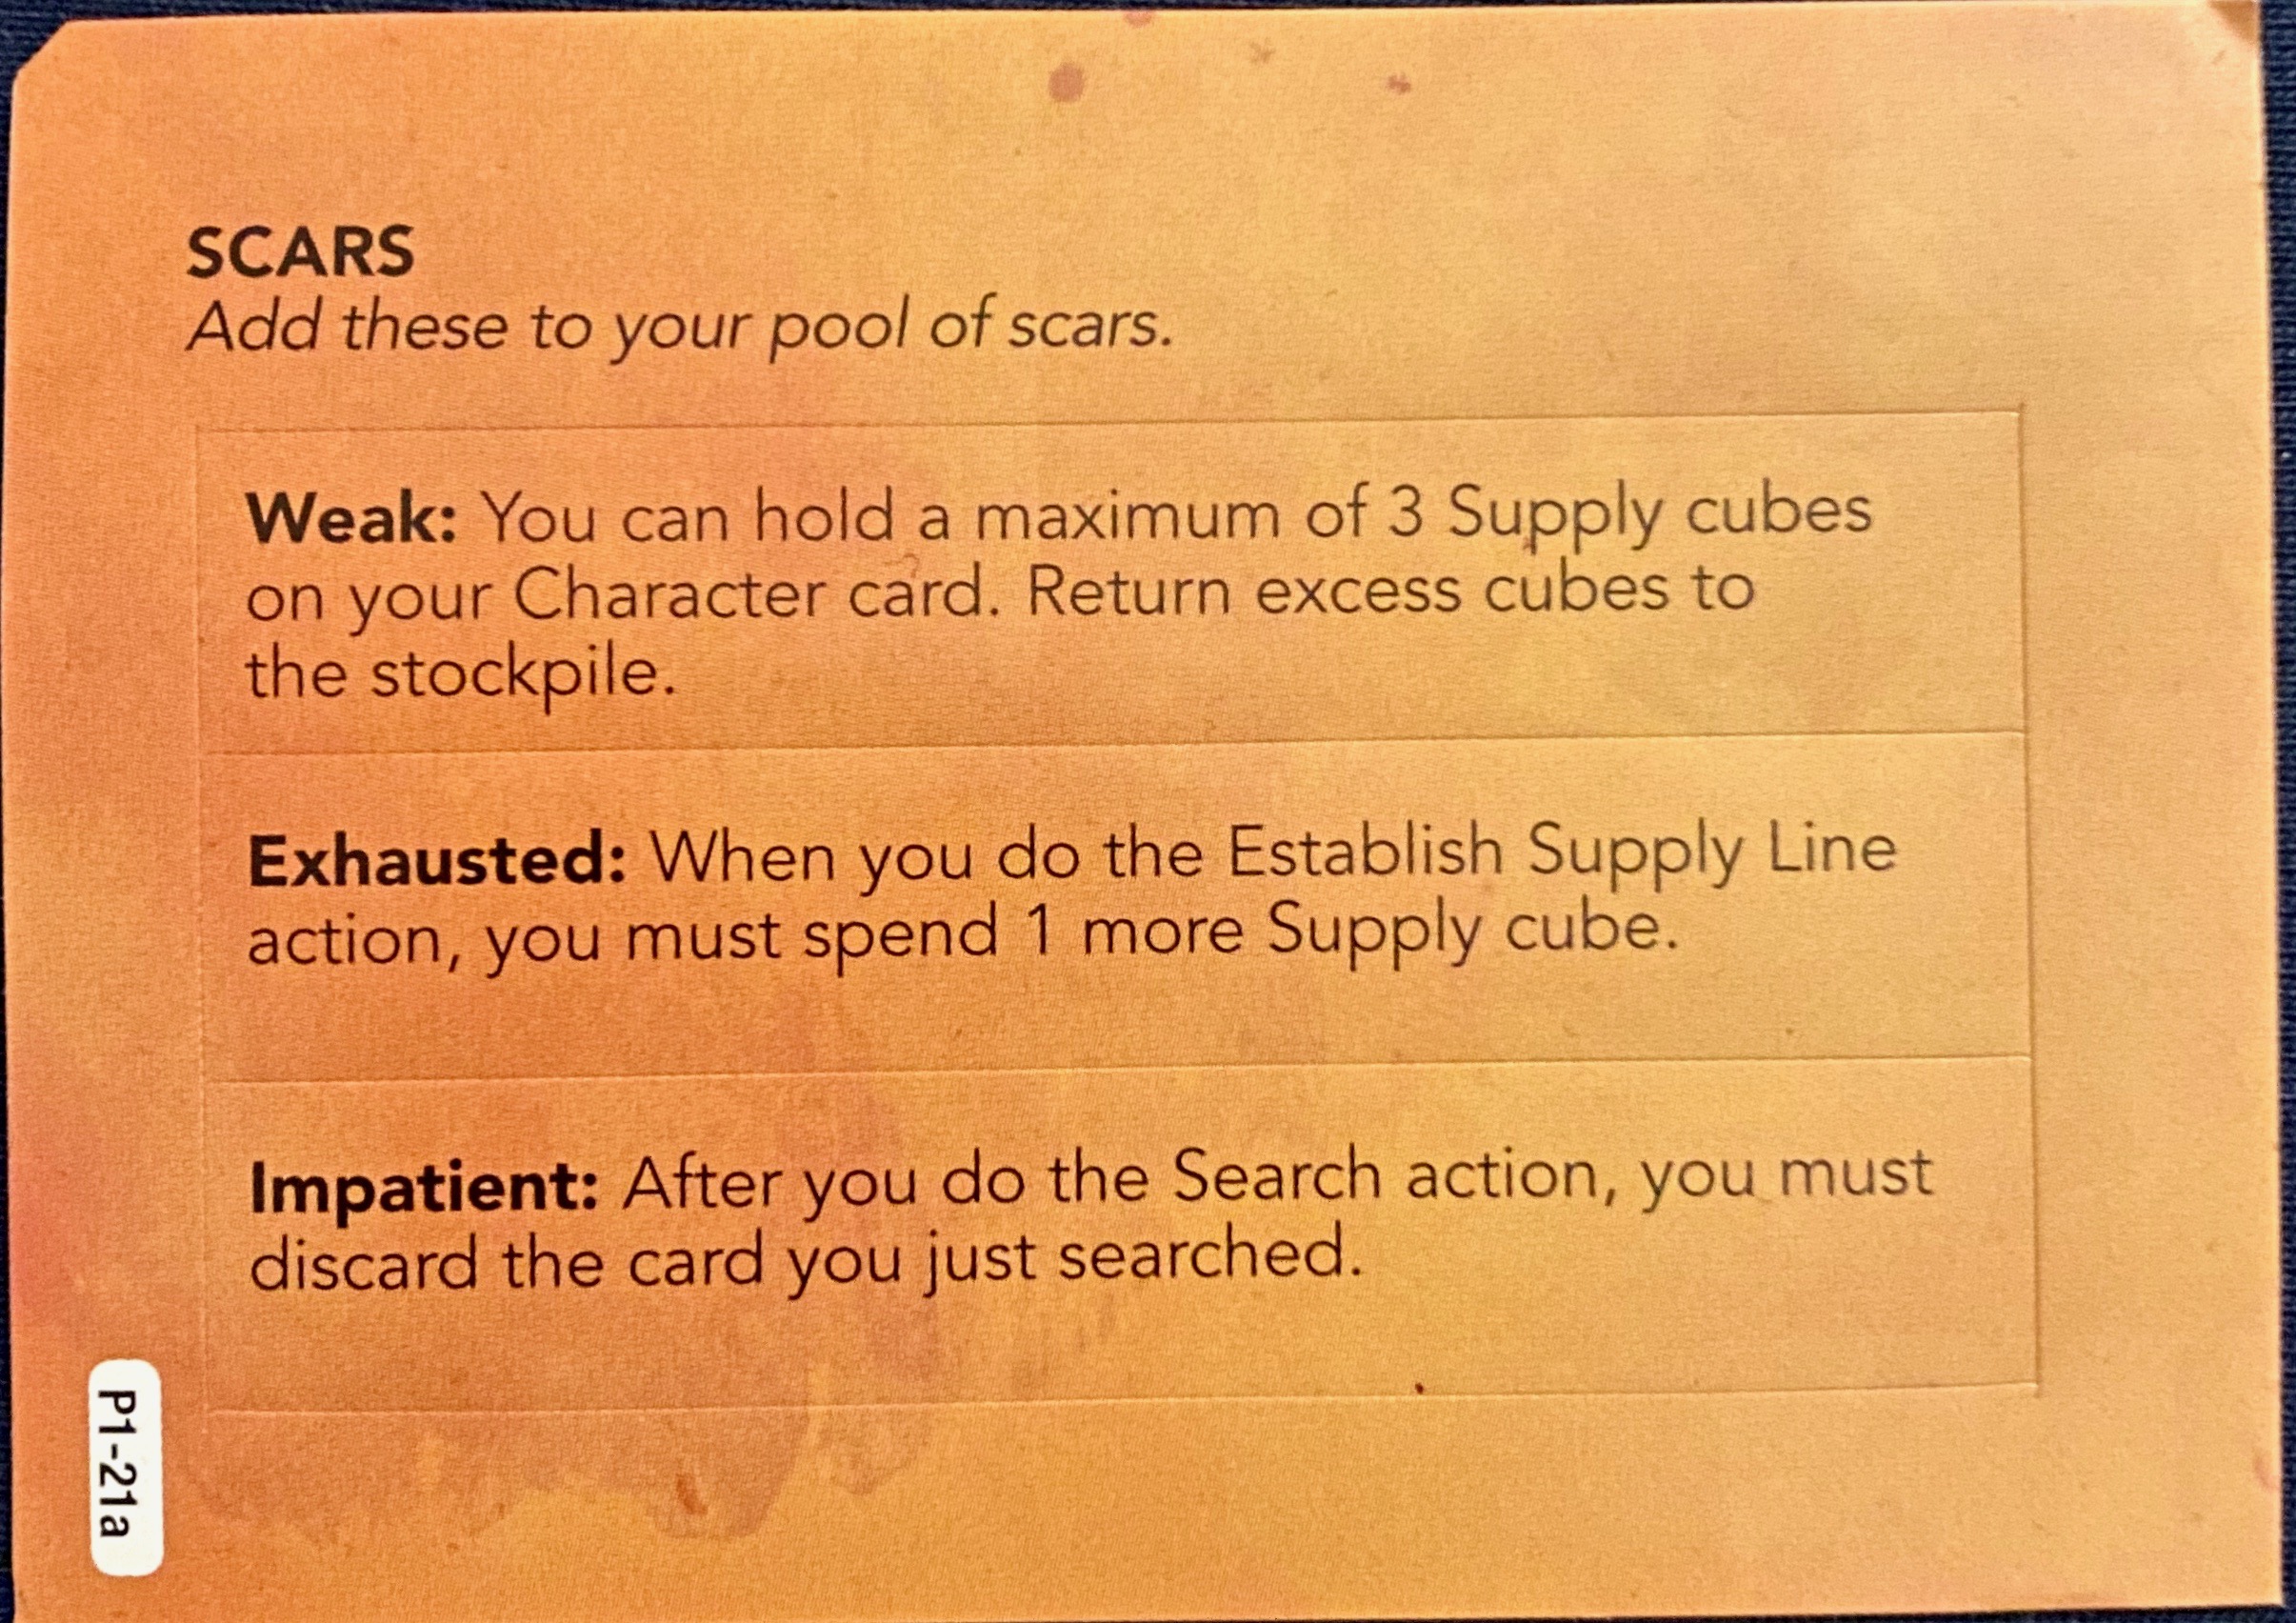 SCARS
Add these to your pool of scars.
Weak: You can hold a maximum of 3 Supply cubes
on your Character card. Return excess cubes to
the stockpile.
Exhausted: When you do the Establish Supply Line
action, you must spend 1 more Supply cube.
Impatient: After you do the Search action, you must
discard the card you just searched.
P1-21a